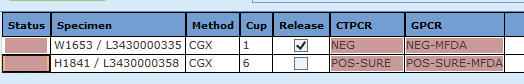 Status Specimen Method Cup Release CTPCR GPCR
W1653 / L3430000335 CGX 1 NEG NEG-MFDA
H1841 / L3430000358 CGX 6 POS-SURE POS-SURE-MFDA